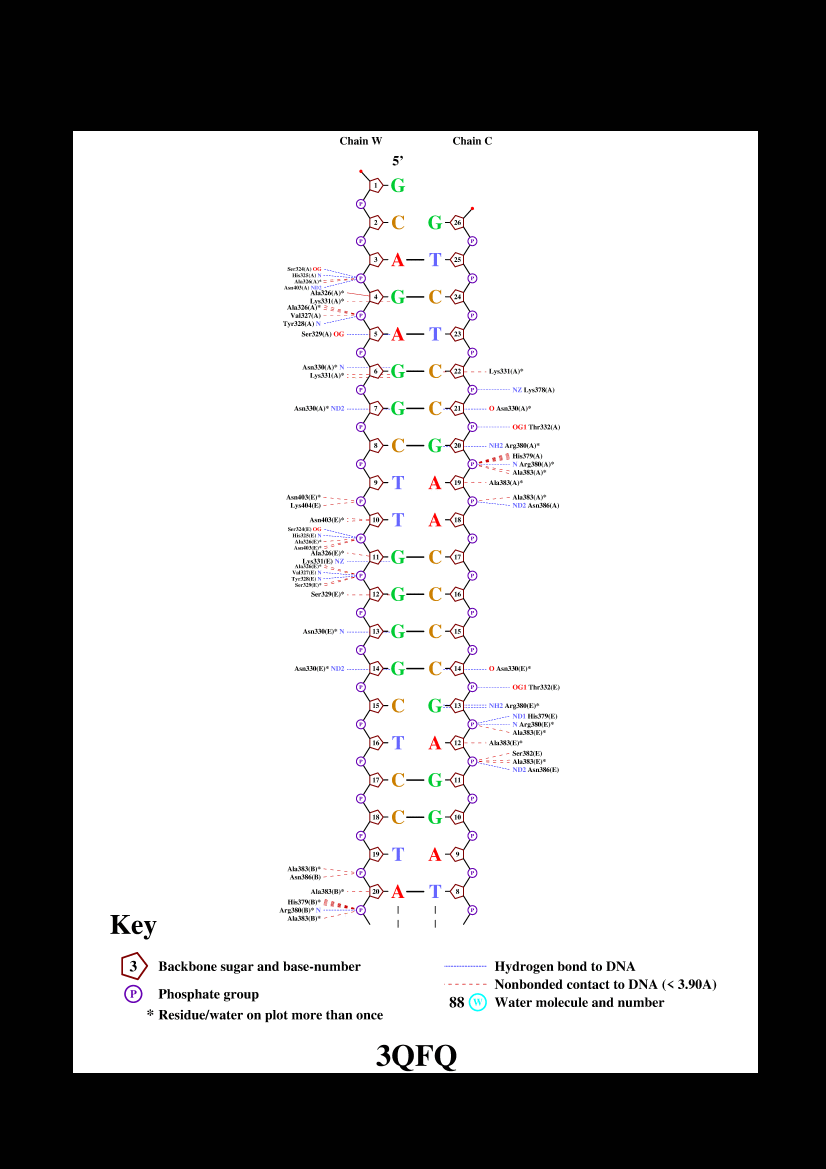 Chain W Chain C
5’
1 G
P
2 C G 26
P P
3 A T 25
Ser324(A) OG
His325(A) N
Ala326(A)*
Asn403(A) ND2
P P
Ala326(A)*
4 G C 24
Lys331(A)*
Ala326(A)*
Val327(A)
Tyr328(A) N
P P
Ser329(A) OG 5 A T 23
P P
Asn330(A)* N
Lys331(A)*
6 G C 22 Lys331(A)*
P P NZ Lys378(A)
Asn330(A)* ND2 7 G C 21 O Asn330(A)*
P P OG1 Thr332(A)
8 C G 20 NH2 Arg380(A)*
P P
His379(A)
N Arg380(A)*
Ala383(A)*
9 T A 19 Ala383(A)*
Asn403(E)*
Lys404(E)
P P
Ala383(A)*
ND2 Asn386(A)
Asn403(E)* 10 T A 18
Ser324(E) OG
His325(E) N
Ala326(E)*
Asn403(E)*
P P
Ala326(E)*
11 G C 17
Lys331(E) NZ
Ala326(E)*
Val327(E) N
Tyr328(E) N
Ser329(E)*
P P
Ser329(E)* 12 G C 16
P P
Asn330(E)* N 13 G C 15
P P
Asn330(E)* ND2 14 G C 14 O Asn330(E)*
P P OG1 Thr332(E)
15 C G 13 NH2 Arg380(E)*
P P
ND1 His379(E)
N Arg380(E)*
Ala383(E)*
16 T A 12 Ala383(E)*
P P
Ser382(E)
Ala383(E)*
ND2 Asn386(E)
17 C G 11
P P
18 C G 10
P P
19 T A 9
Ala383(B)*
Asn386(B)
P P
Ala383(B)* 20 A T 8
His379(B)*
Arg380(B)* N
Ala383(B)*
P P
Key
3 Backbone sugar and base-number
P Phosphate group
* Residue/water on plot more than once
Hydrogen bond to DNA
Nonbonded contact to DNA (< 3.90A)
88 W Water molecule and number
3QFQ